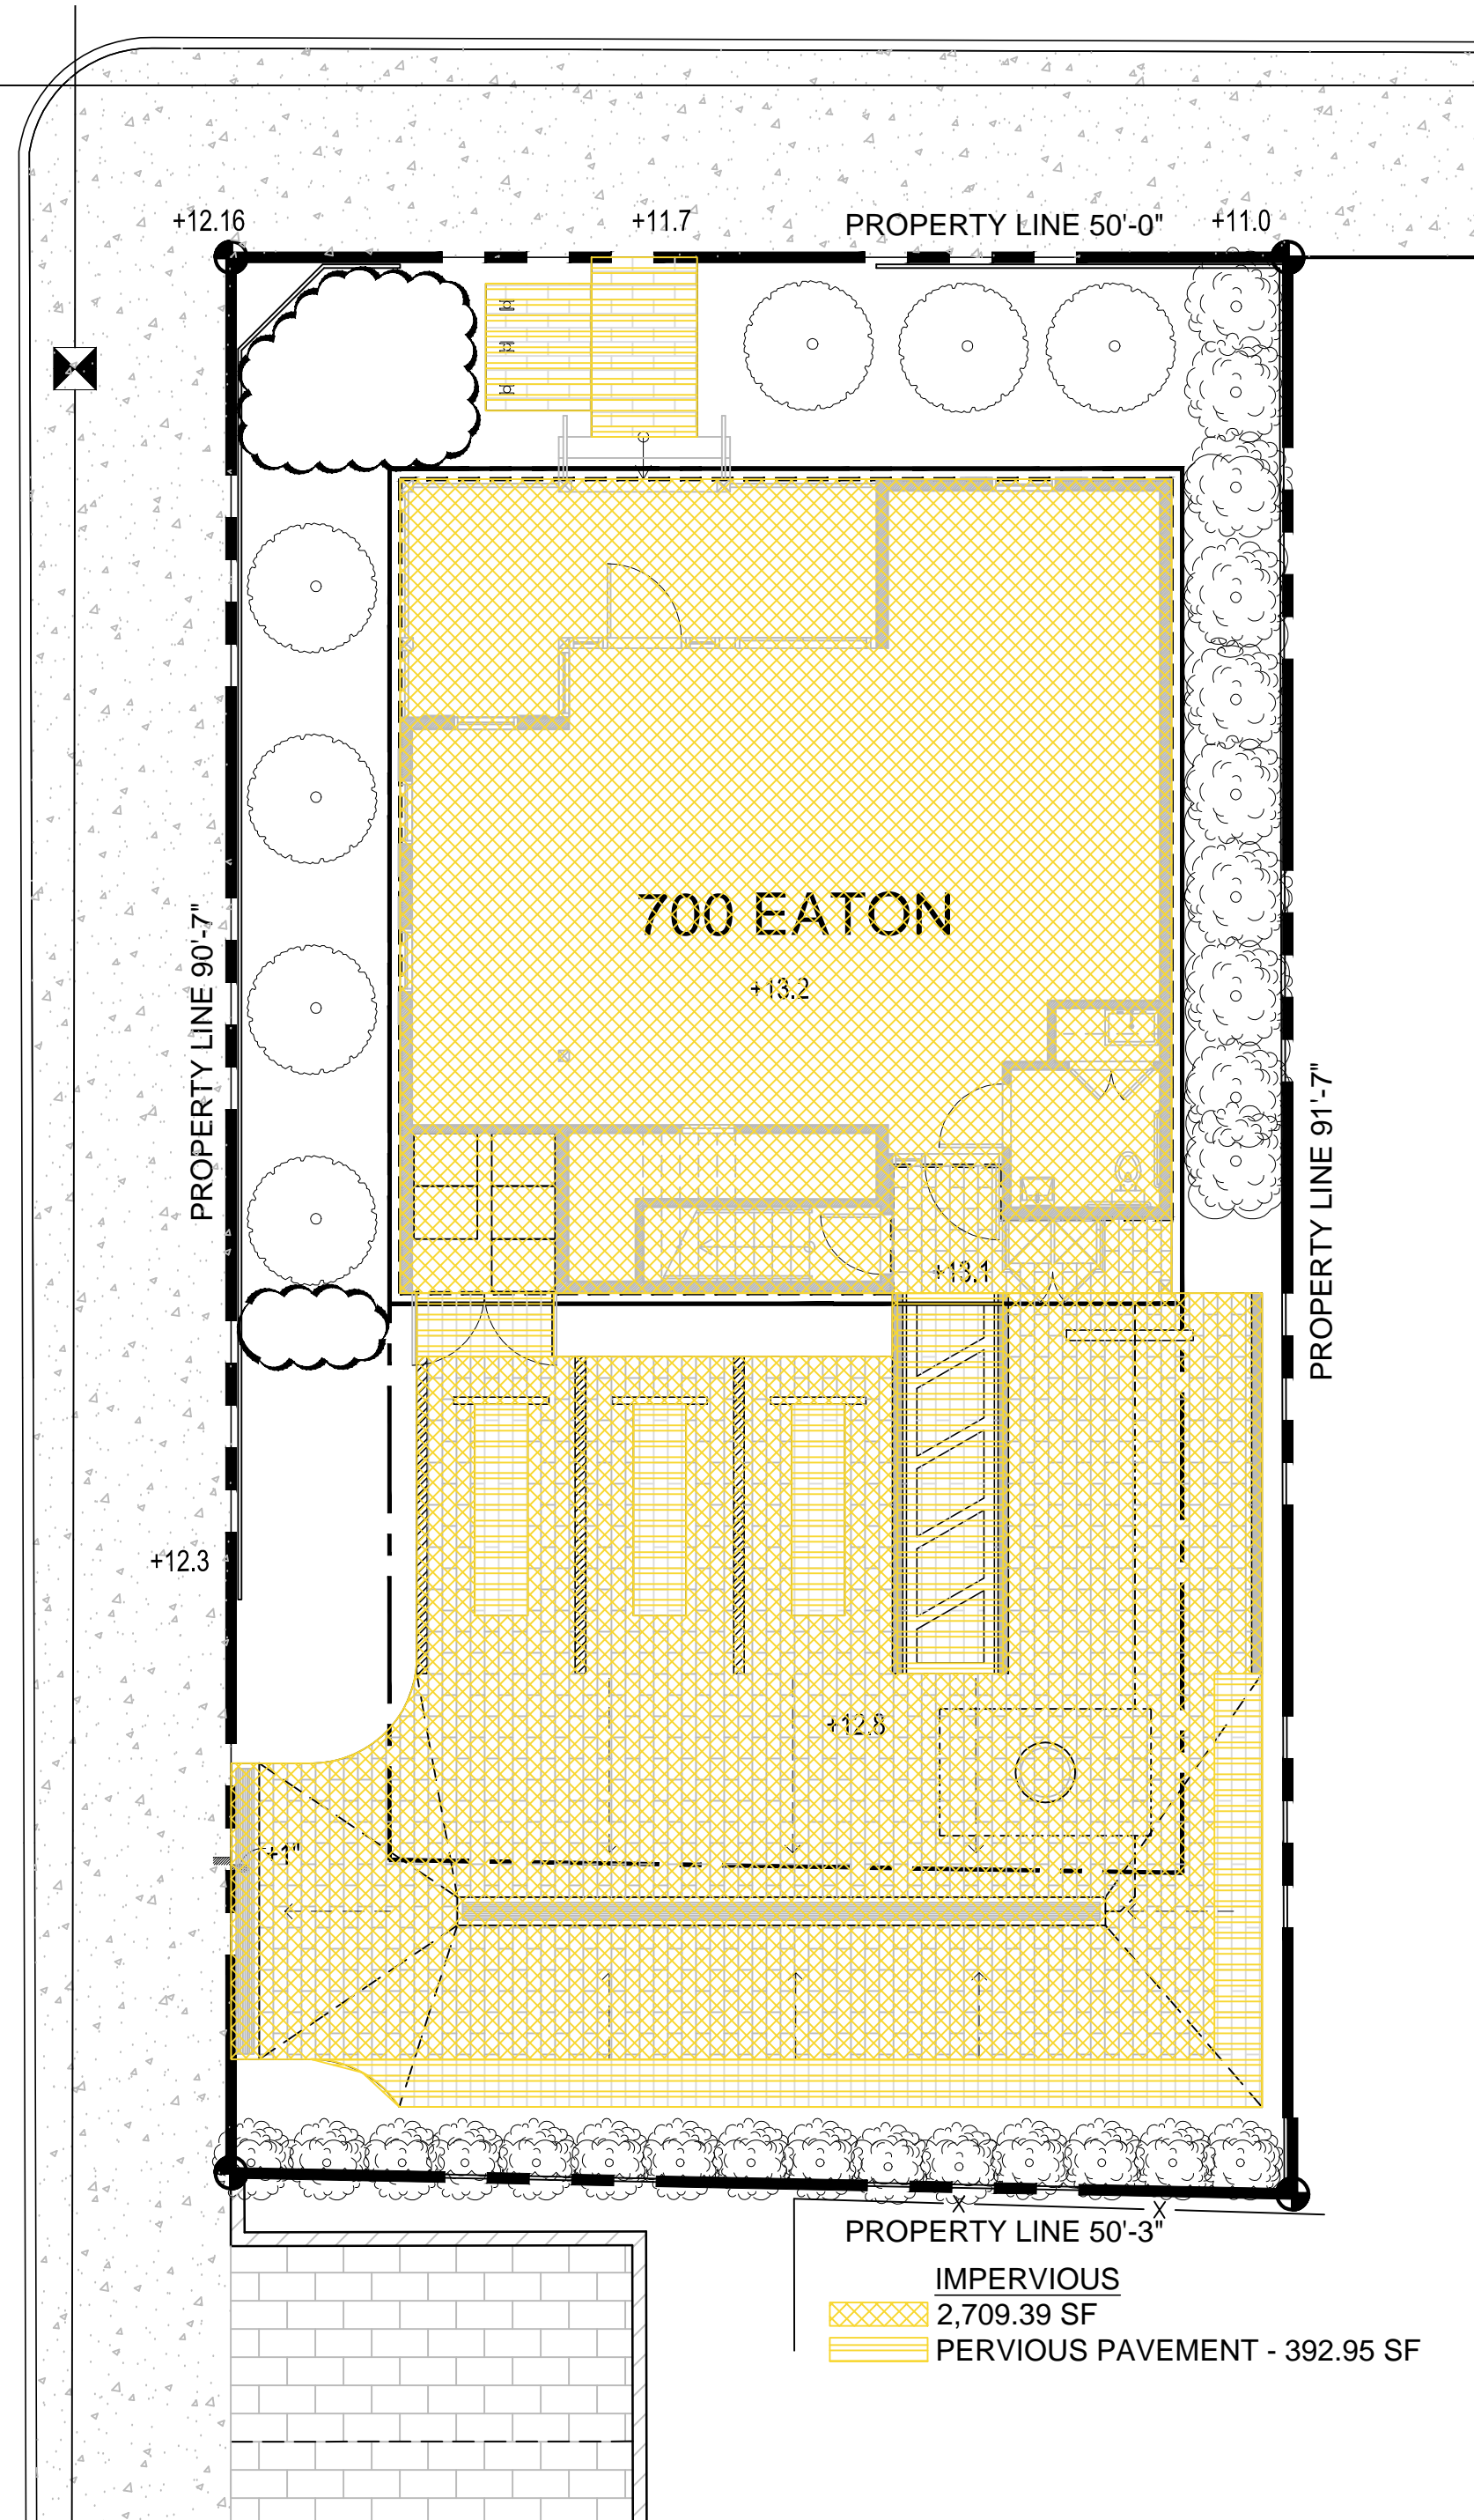 +12.16
+11.7
PROPERTY LINE 50'-0"
+11.0
700 EATON
+13.2
PROPERTY LINE 90'-7"
PROPERTY LINE 91'-7"
+13.1
+12.3
+12.8
+1"
X
X
PROPERTY LINE 50'-3"
IMPERVIOUS
2,709.39 SF
PERVIOUS PAVEMENT - 392.95 SF